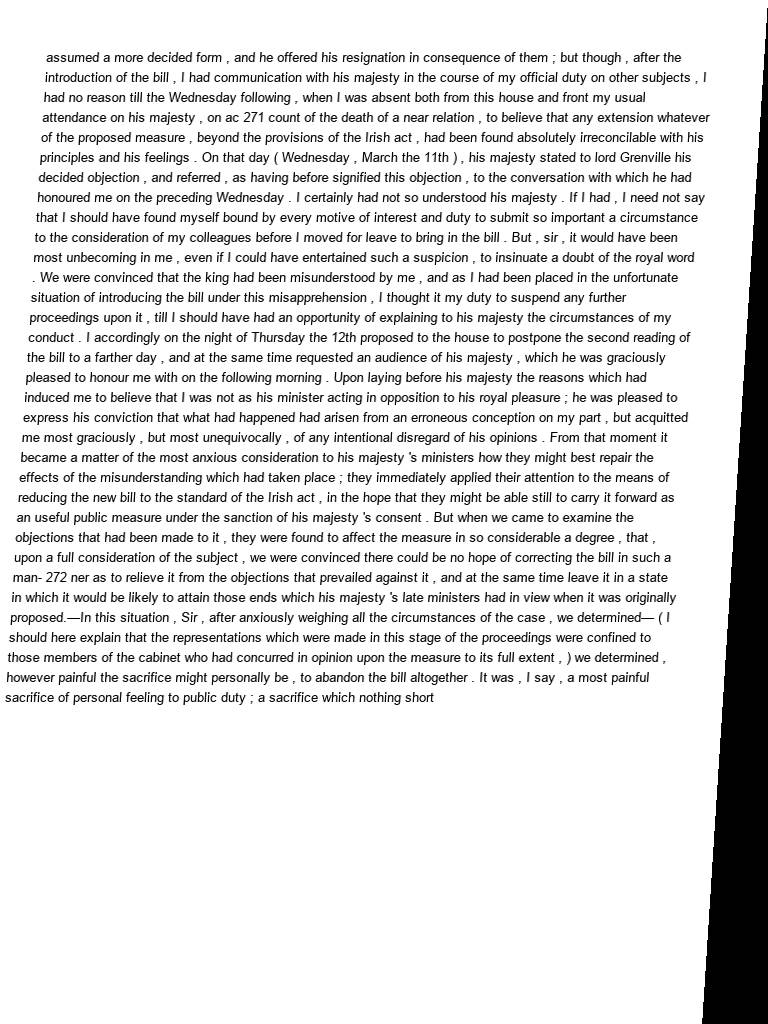 assumed a more decided form , and he offered his resignation in consequence of them ; but though , after the
introduction of the bill , I had communication with his majesty in the course of my official duty on other subjects , I
had no reason till the Wednesday following , when I was absent both from this house and front my usual
attendance on his majesty , on ac 271 count of the death of a near relation , to believe that any extension whatever
of the proposed measure , beyond the provisions of the Irish act , had been found absolutely irreconcilable with his
principles and his feelings . On that day ( Wednesday , March the 11th ) , his majesty stated to lord Grenville his
decided objection , and referred , as having before signified this objection , to the conversation with which he had
honoured me on the preceding Wednesday . I certainly had not so understood his majesty . If I had , I need not say
that I should have found myself bound by every motive of interest and duty to submit so important a circumstance
to the consideration of my colleagues before I moved for leave to bring in the bill . But , sir , it would have been
most unbecoming in me , even if I could have entertained such a suspicion , to insinuate a doubt of the royal word
. We were convinced that the king had been misunderstood by me , and as I had been placed in the unfortunate
situation of introducing the bill under this misapprehension , I thought it my duty to suspend any further
proceedings upon it , till I should have had an opportunity of explaining to his majesty the circumstances of my
conduct . I accordingly on the night of Thursday the 12th proposed to the house to postpone the second reading of
the bill to a farther day , and at the same time requested an audience of his majesty , which he was graciously
pleased to honour me with on the following morning . Upon laying before his majesty the reasons which had
induced me to believe that I was not as his minister acting in opposition to his royal pleasure ; he was pleased to
express his conviction that what had happened had arisen from an erroneous conception on my part , but acquitted
me most graciously , but most unequivocally , of any intentional disregard of his opinions . From that moment it
became a matter of the most anxious consideration to his majesty 's ministers how they might best repair the
effects of the misunderstanding which had taken place ; they immediately applied their attention to the means of
reducing the new bill to the standard of the Irish act , in the hope that they might be able still to carry it forward as
an useful public measure under the sanction of his majesty 's consent . But when we came to examine the
objections that had been made to it , they were found to affect the measure in so considerable a degree , that ,
upon a full consideration of the subject , we were convinced there could be no hope of correcting the bill in such a
man- 272 ner as to relieve it from the objections that prevailed against it , and at the same time leave it in a state
in which it would be likely to attain those ends which his majesty 's late ministers had in view when it was originally
proposed.—In this situation , Sir , after anxiously weighing all the circumstances of the case , we determined— ( I
should here explain that the representations which were made in this stage of the proceedings were confined to
those members of the cabinet who had concurred in opinion upon the measure to its full extent , ) we determined ,
however painful the sacrifice might personally be , to abandon the bill altogether . It was , I say , a most painful
sacrifice of personal feeling to public duty ; a sacrifice which nothing short